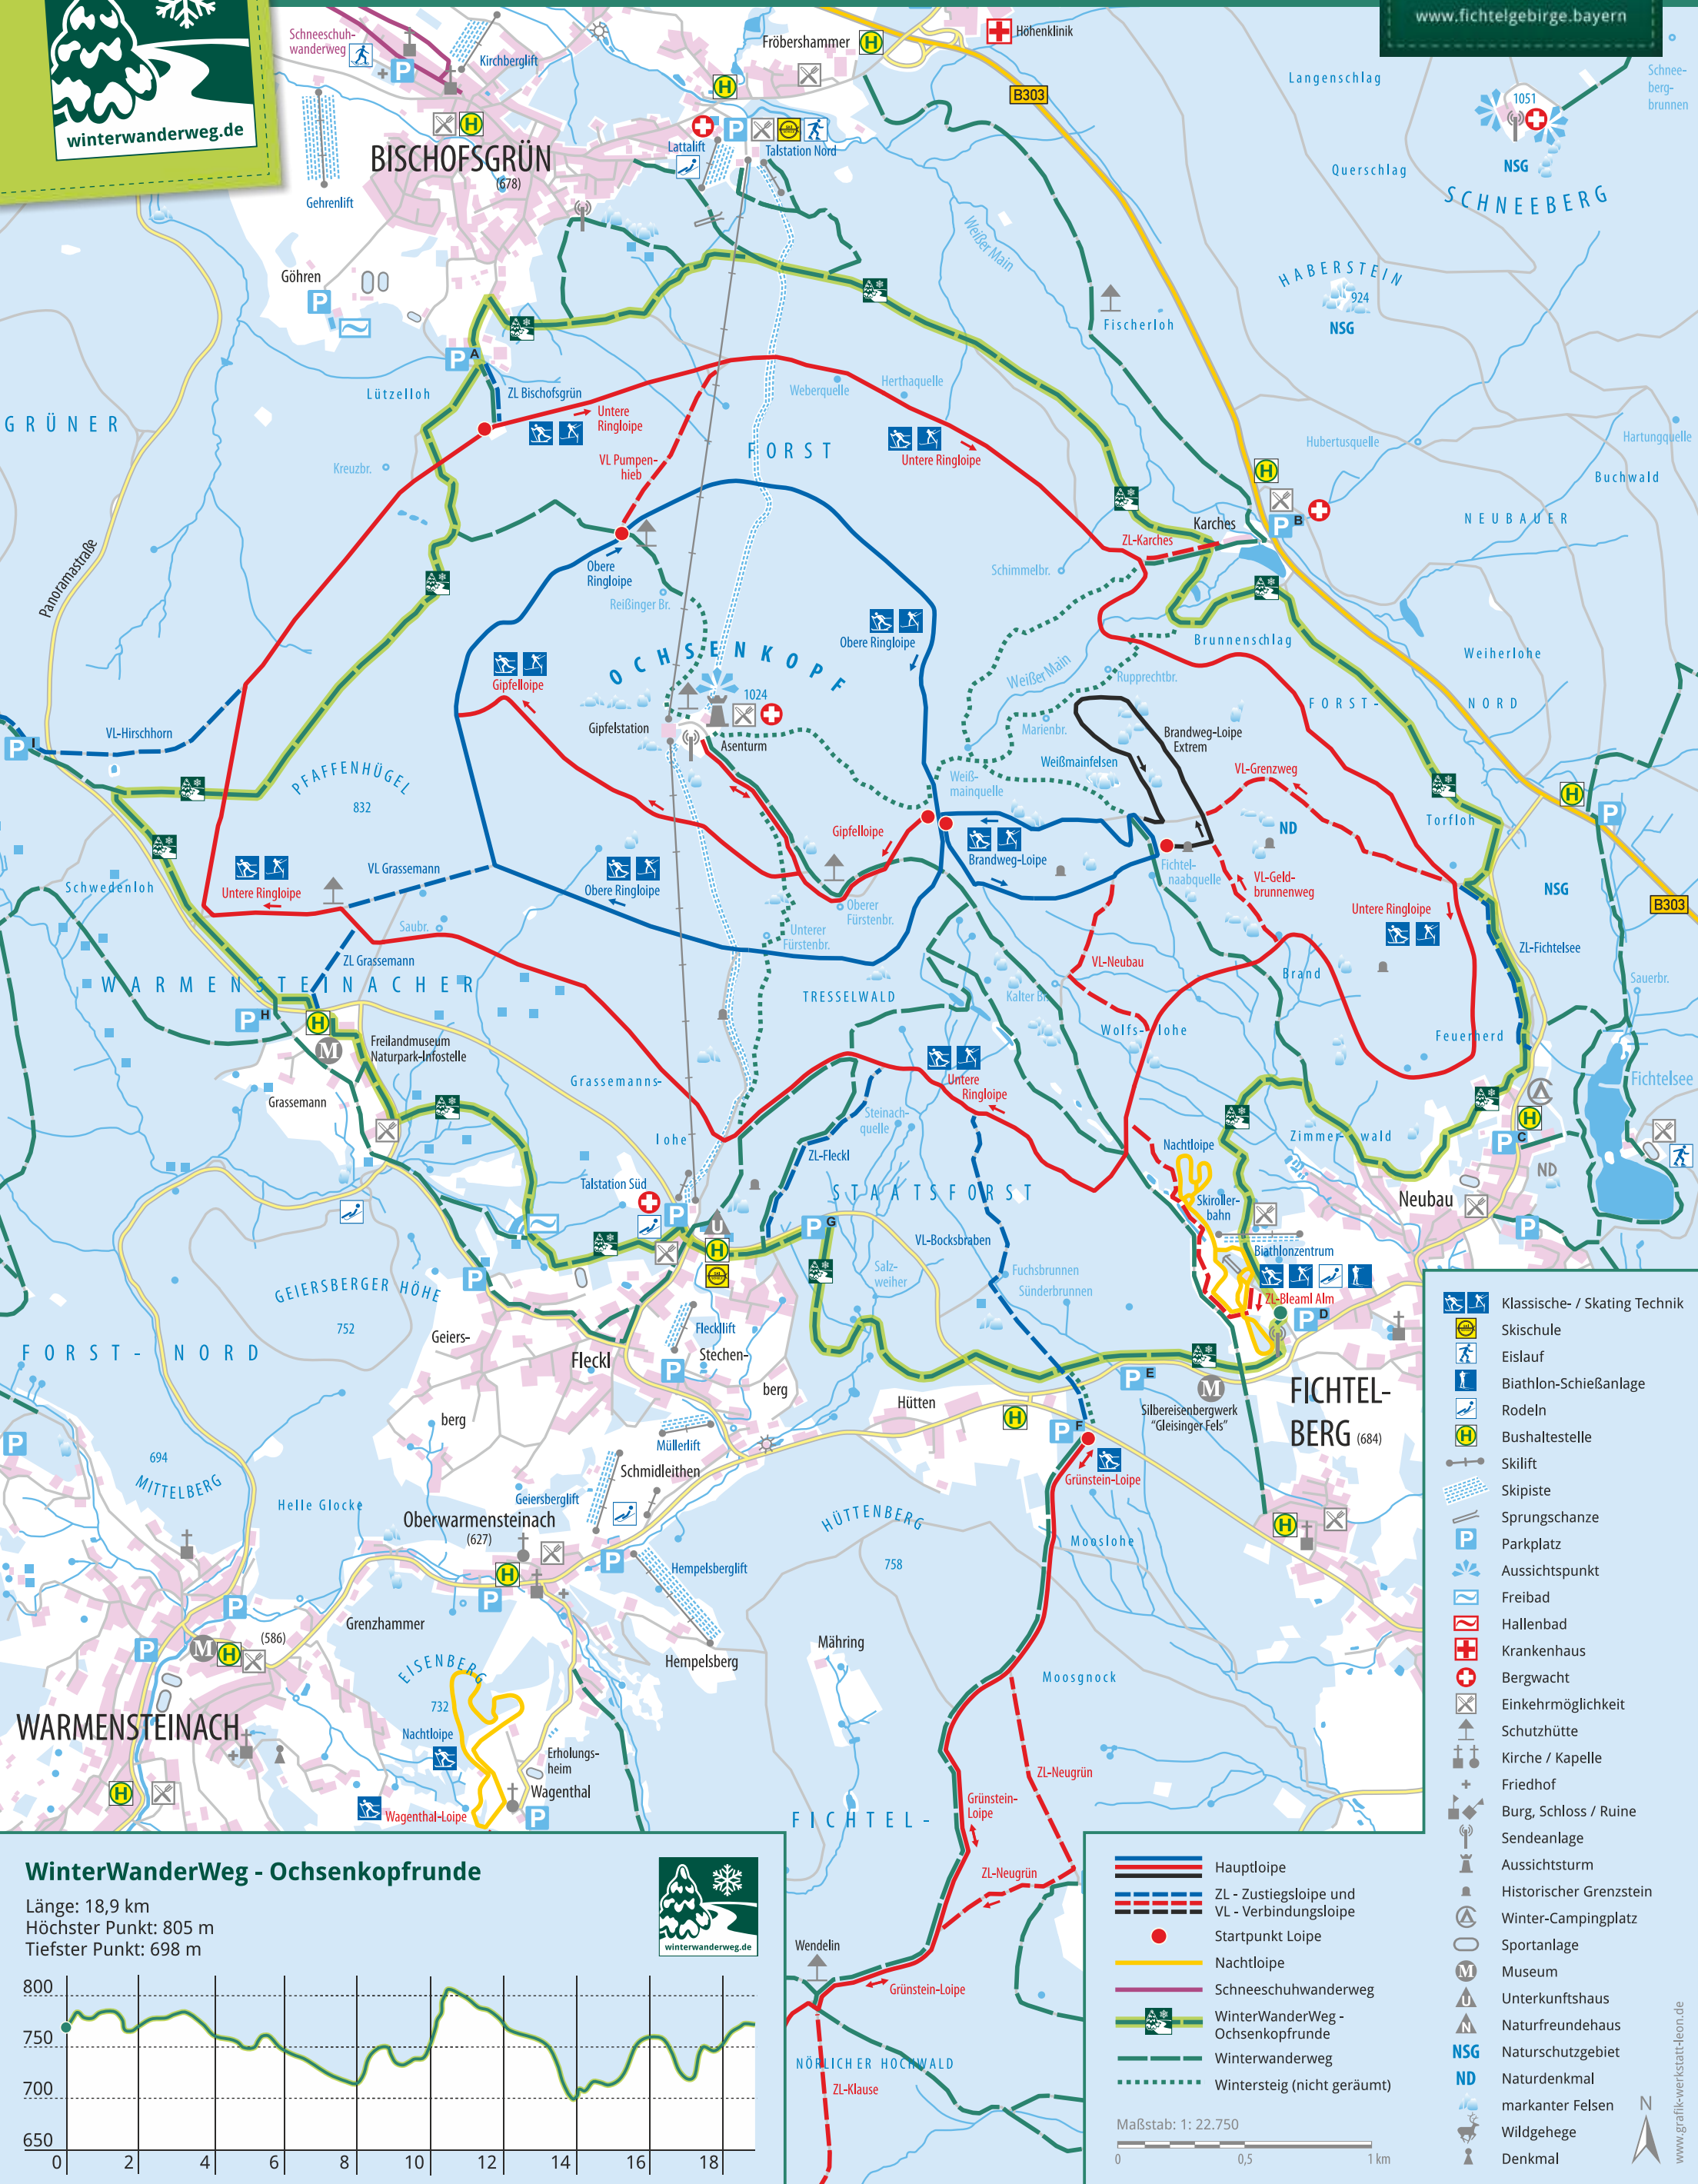 winterwanderweg.de
www.fichtelgebirge.bayern
Schneeschuh-
wanderweg
Kirchberglift
Gehrenlift
BISCHOFSGRÜN
(678)
Göhren
Fröbershammer
Höhenklinik
B303
Lattalift
Talstation Nord
Langenschlag
Querschlag
1051
NSG
SCHNEEBERG
Schnee-
berg-
brunnen
HABERSTEIN
924
NSG
Weißer Main
Fischerloh
Lützelloh
GRÜNER
Kreuzbr.
ZL Bischofsgrün
Untere
Ringloipe
VL Pumpen-
hieb
FORST
Weberquelle
Herthaquelle
Untere Ringloipe
Hubertusquelle
Hartungquelle
Buchwald
NEUBAUER
Karches
ZL-Karches
Schimmelbr.
Panoramastraße
Obere
Ringloipe
Reißinger Br.
OCHSENKOPF
1024
Obere Ringloipe
Gipfelloipe
Gipfelstation
Asenturm
Brunnenschlag
Weiherlohe
Weißer Main
Rupprechtbr.
Marienbr.
FORST-
NORD
Brandweg-Loipe
Extrem
Weißmainfelsen
Weiß-
mainquelle
VL-Grenzweg
VL-Hirschhorn
PFAFFENHÜGEL
832
Gipfelloipe
Brandweg-Loipe
ND
Torfloh
Fichtel-
naabquelle
VL-Geld-
brunnenweg
NSG
B303
Schwedenloh
Untere Ringloipe
VL Grassemann
Obere Ringloipe
Oberer
Fürstenbr.
Unterer
Fürstenbr.
Saubr.
ZL Grassemann
WARMENSTEINACHER
TRESSELWALD
VL-Neubau
Kalter Br.
Brand
Untere Ringloipe
ZL-Fichtelsee
Sauerbr.
Wolfs-
lohe
Feuerherd
Fichtelsee
Freilandmuseum
Naturpark-Infostelle
Grassemann
Grassemanns-
lohe
Untere
Ringloipe
Steinach-
quelle
ZL-Fleckl
Talstation Süd
STAATSFORST
VL-Bocksbraben
Nachtloipe
Skiroller-
bahn
Zimmer-
wald
Neubau
ND
Biathlonzentrum
ZL-Bleaml Alm
Salz-
weiher
Fuchsbrunnen
Sünderbrunnen
GEIERSBERGER HÖHE
752
Geiers-
berg
Fleckl
Flecklift
Stechen-
berg
FORST-NORD
Hütten
Silbereisenbergwerk
"Gleisinger Fels"
FICHTEL-
BERG (684)
Müllerlift
Schmidleithen
Geiersberglift
Grünstein-Loipe
694
MITTELBERG
Helle Glocke
Oberwarmensteinach
(627)
HÜTTENBERG
758
Mooslohe
Hempelsberglift
Hempelsberg
Grenzhammer
(586)
Mähring
Moosgnock
EISENBERG
732
Nachtloipe
WARMENSTEINACH
Erholungs-
heim
Wagenthal
Wagenthal-Loipe
ZL-Neugrün
Grünstein-
Loipe
FICHTEL-
ZL-Neugrün
Wendelin
Grünstein-Loipe
NÖRLICHER HOCHWALD
ZL-Klause
WinterWanderWeg - Ochsenkopfrunde
Länge: 18,9 km
Höchster Punkt: 805 m
Tiefster Punkt: 698 m
winterwanderweg.de
800
750
700
650
0 2 4 6 8 10 12 14 16 18
Hauptloipe
ZL - Zustiegsloipe und
VL - Verbindungsloipe
Startpunkt Loipe
Nachtloipe
Schneeschuhwanderweg
WinterWanderWeg -
Ochsenkopfrunde
Winterwanderweg
Wintersteig (nicht geräumt)
Maßstab: 1: 22.750
0 0,5 1 km
Klassische- / Skating Technik
Skischule
Eislauf
Biathlon-Schießanlage
Rodeln
Bushaltestelle
Skilift
Skipiste
Sprungschanze
Parkplatz
Aussichtspunkt
Freibad
Hallenbad
Krankenhaus
Bergwacht
Einkehrmöglichkeit
Schutzhütte
Kirche / Kapelle
Friedhof
Burg, Schloss / Ruine
Sendeanlage
Aussichtsturm
Historischer Grenzstein
Winter-Campingplatz
Sportanlage
Museum
Unterkunftshaus
Naturfreundehaus
NSG Naturschutzgebiet
ND Naturdenkmal
markanter Felsen
Wildgehege
Denkmal
N
www.grafik-werkstatt-leon.de